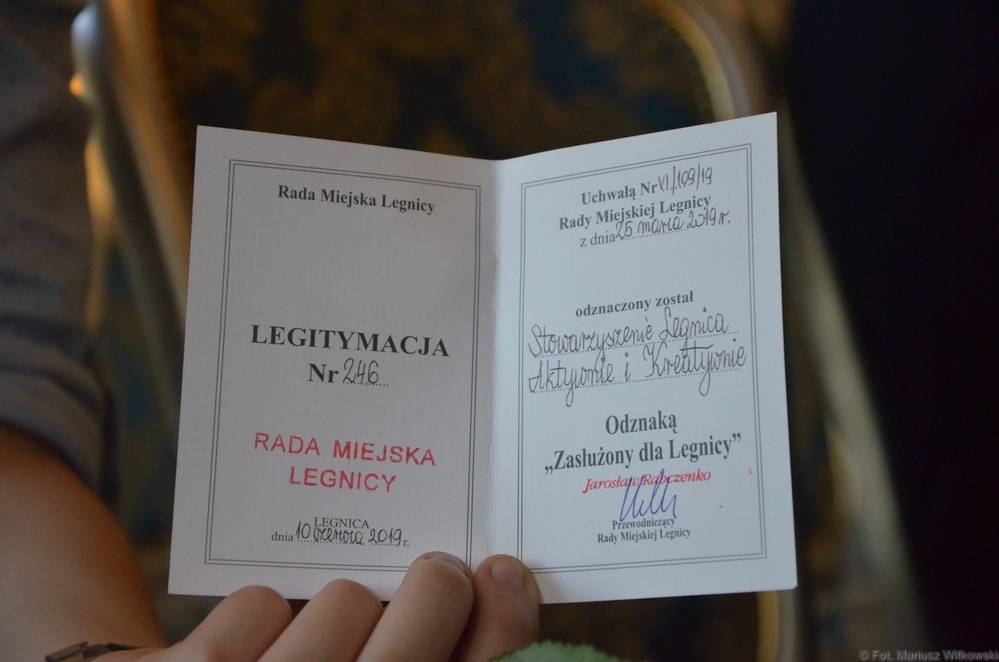 Rada Miejska Legnicy
LEGITYMACJA
Nr 246
RADA MIEJSKA
LEGNICY
LEGNICA
dnia 10 czerwca 2019 r.
Uchwałą Nr VI/109/19
Rady Miejskiej Legnicy
z dnia 25 marca 2019 r.
odznaczony został
Stowarzyszenie Legnica
Aktywnie i Kreatywnie
Odznaką
„Zasłużony dla Legnicy”
Jarosław Rabczenko
Przewodniczący
Rady Miejskiej Legnicy
© Fot. Mariusz Witkowski